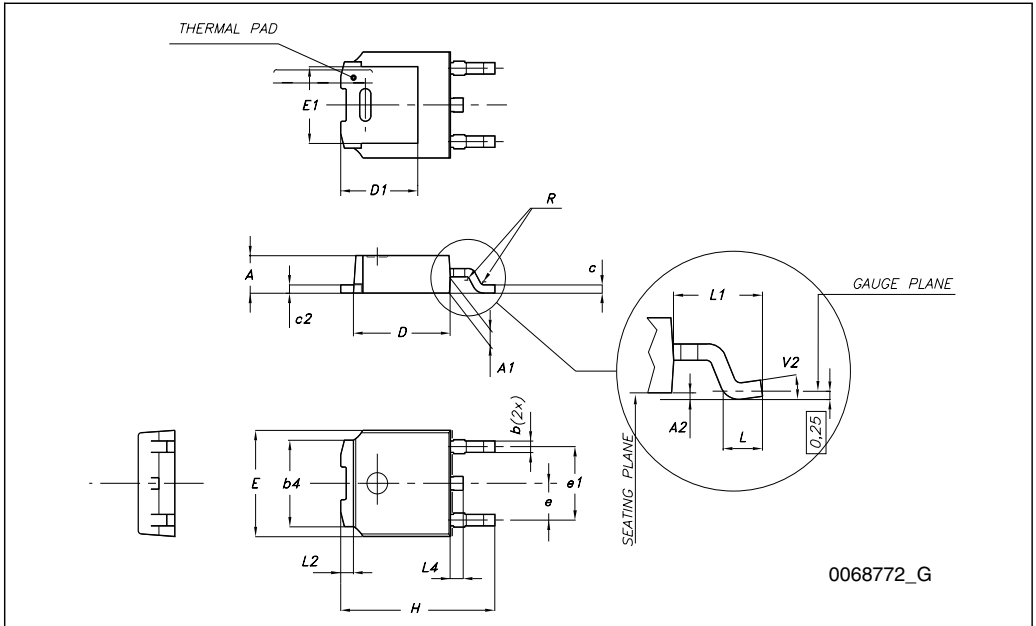 THERMAL PAD
E1
D1
R
A
c2
D
A1
c
L1
GAUGE PLANE
V2
A2
L
0,25
SEATING PLANE
b(2x)
E
b4
e
e1
L2
L4
H
0068772_G